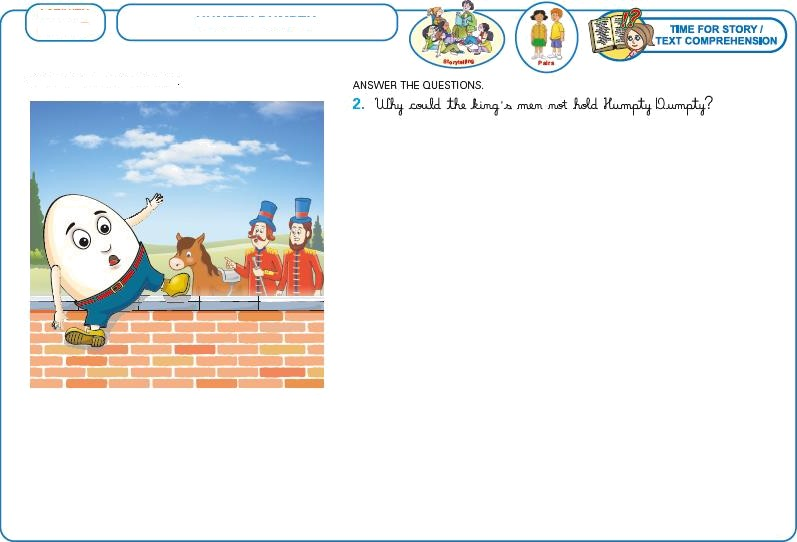 Storytelling
Pairs
TIME FOR STORY /
TEXT COMPREHENSION
ANSWER THE QUESTIONS.
2. Why could the king's men not hold Humpty Dumpty?